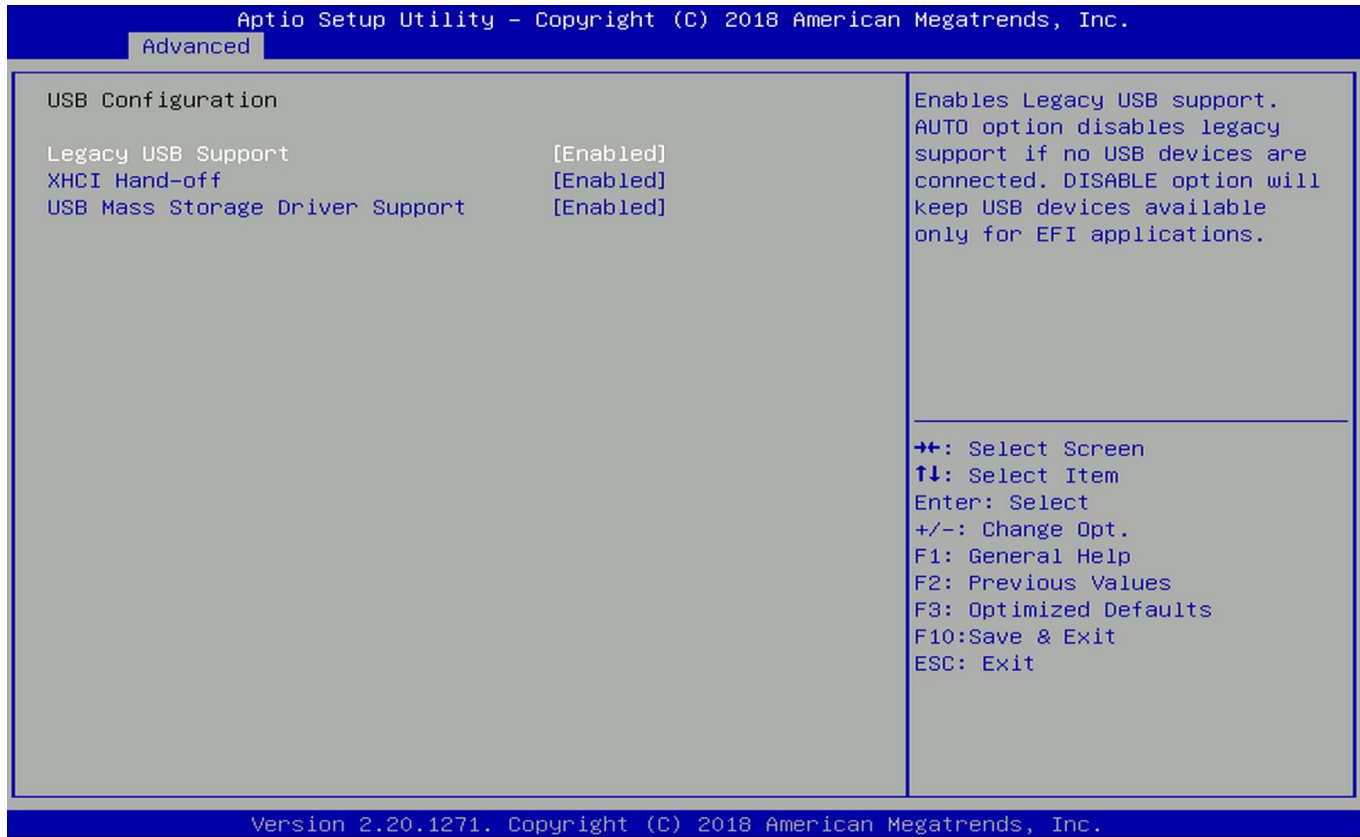 Aptio Setup Utility – Copyright (C) 2018 American Megatrends, Inc.
Advanced
USB Configuration
Legacy USB Support [Enabled]
XHCI Hand-off [Enabled]
USB Mass Storage Driver Support [Enabled]
Enables Legacy USB support.
AUTO option disables legacy
support if no USB devices are
connected. DISABLE option will
keep USB devices available
only for EFI applications.
→←: Select Screen
↑↓: Select Item
Enter: Select
+/-: Change Opt.
F1: General Help
F2: Previous Values
F3: Optimized Defaults
F10:Save & Exit
ESC: Exit
Version 2.20.1271. Copyright (C) 2018 American Megatrends, Inc.